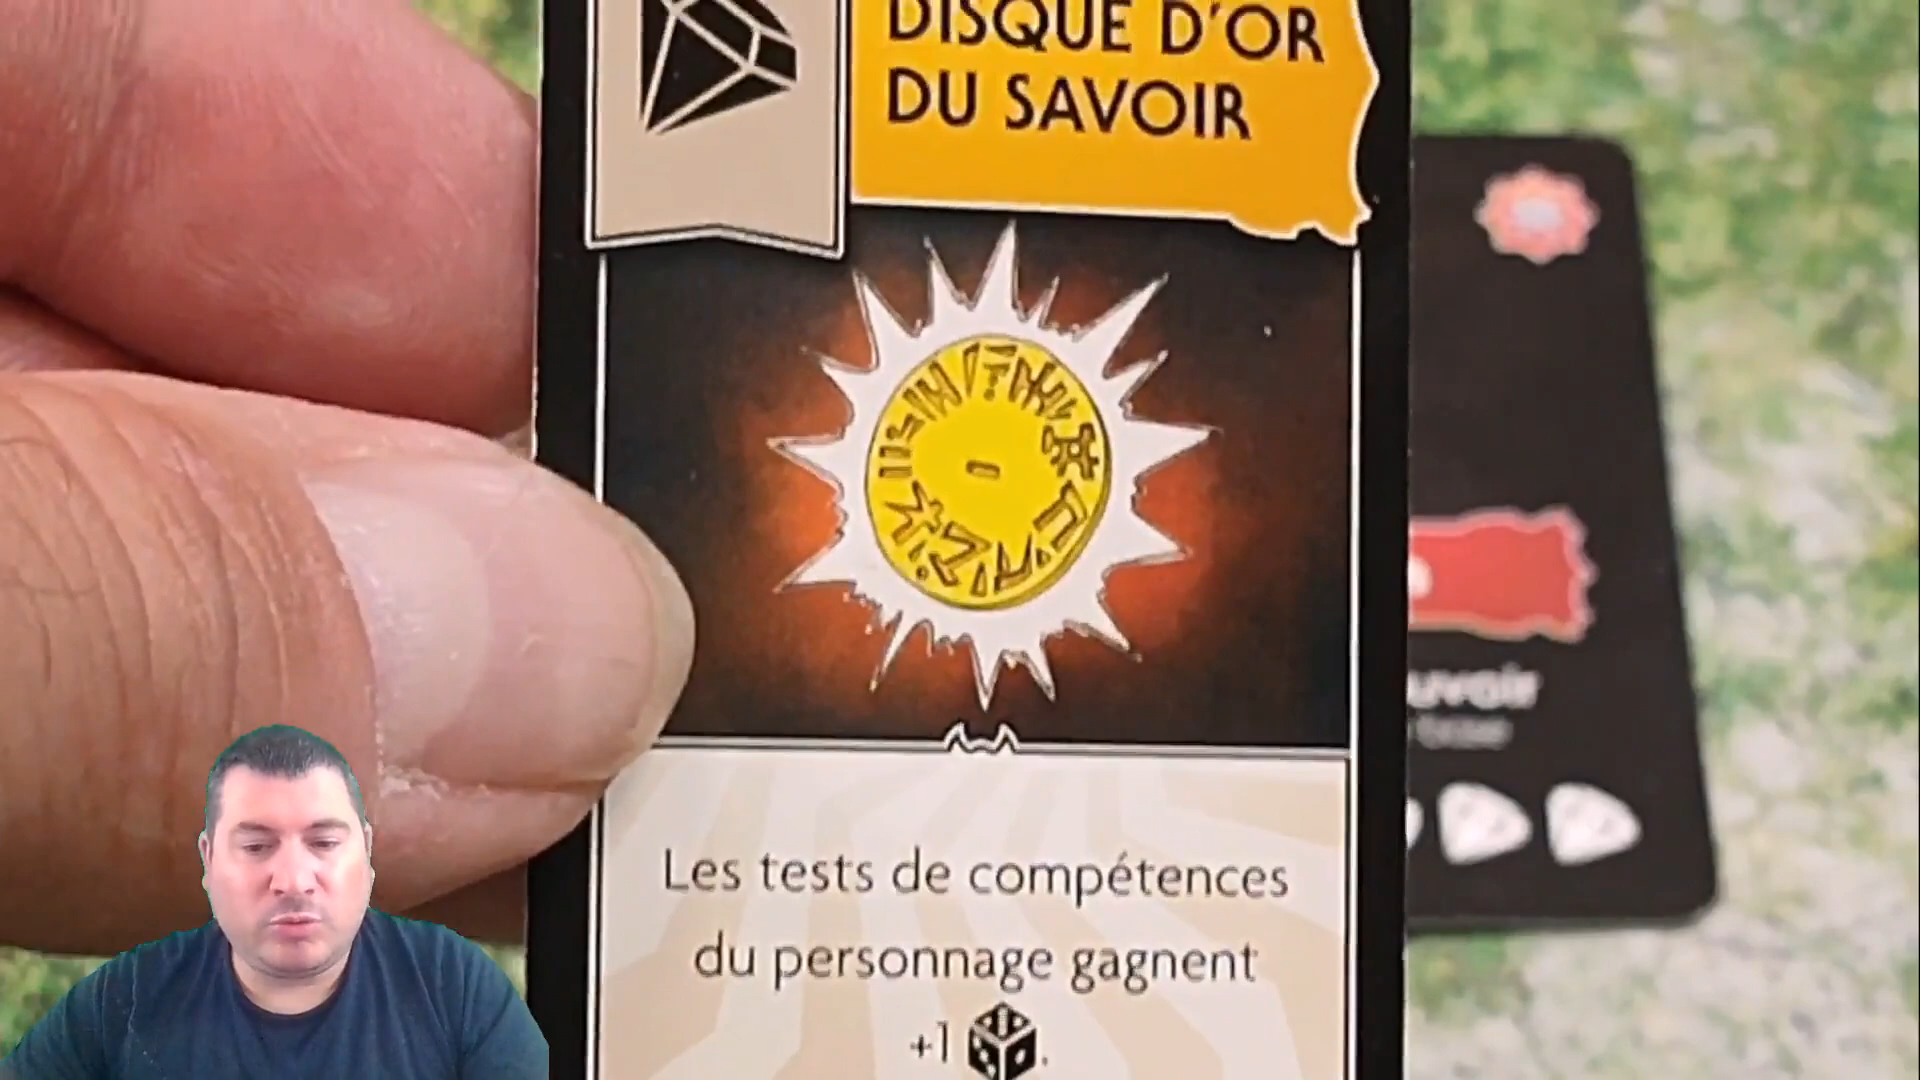 DISQUE D'OR
DU SAVOIR
Les tests de compétences
du personnage gagnent
+1